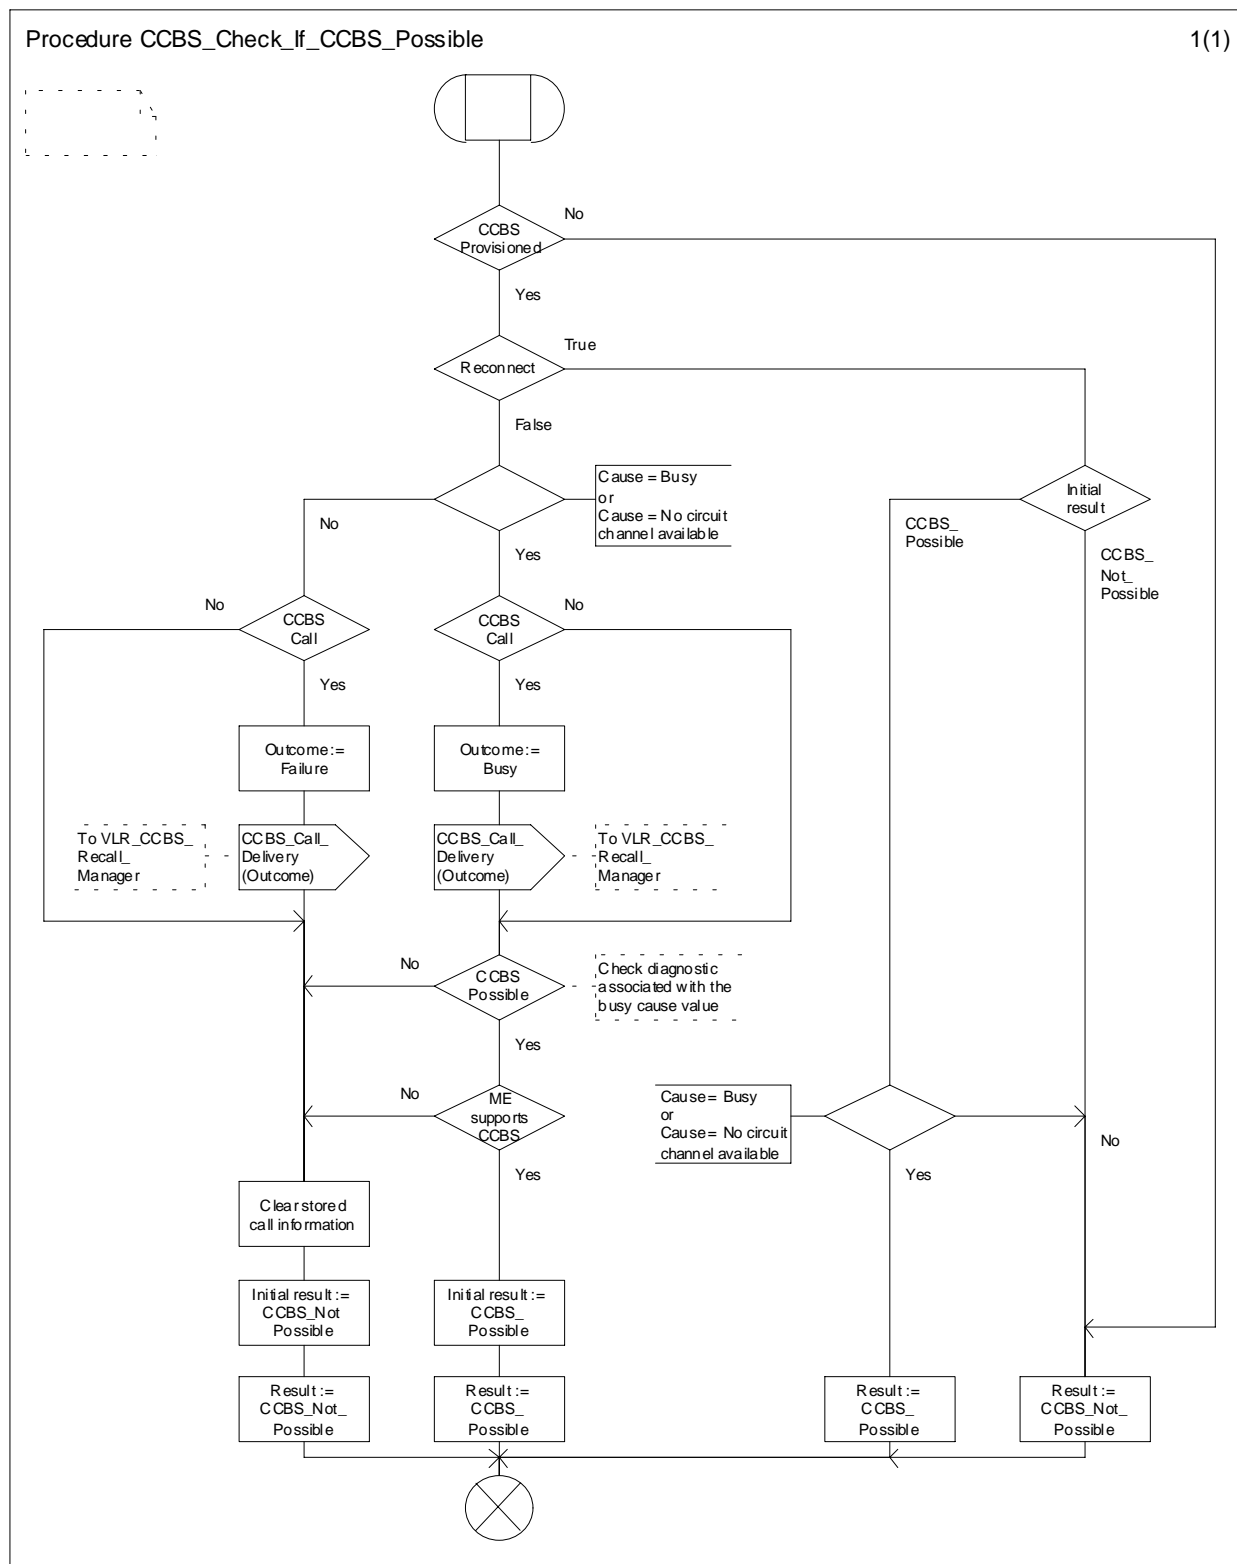 Procedure CCBS_Check_If_CCBS_Possible
1(1)
CCBS
Provisioned
No
Yes
Reconnect
True
False
Cause = Busy
or
Cause = No circuit
channel available
No
Yes
Initial
result
CCBS_
Possible
CCBS_
Not_
Possible
No
CCBS
Call
Yes
CCBS
Call
No
Yes
Outcome :=
Failure
Outcome :=
Busy
To VLR_CCBS_
Recall_
Manager
CCBS_Call_
Delivery
(Outcome)
CCBS_Call_
Delivery
(Outcome)
To VLR_CCBS_
Recall_
Manager
No
CCBS
Possible
Check diagnostic
associated with the
busy cause value
Yes
No
ME
supports
CCBS
Yes
Cause = Busy
or
Cause = No circuit
channel available
No
Yes
Clear stored
call information
Initial result :=
CCBS_Not
Possible
Initial result :=
CCBS_
Possible
Result :=
CCBS_Not_
Possible
Result :=
CCBS_
Possible
Result :=
CCBS_
Possible
Result :=
CCBS_Not_
Possible